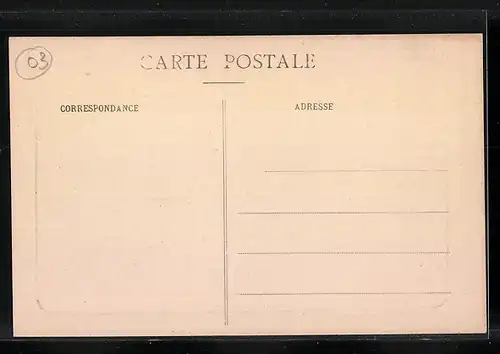 03
CARTE POSTALE
CORRESPONDANCE
ADRESSE